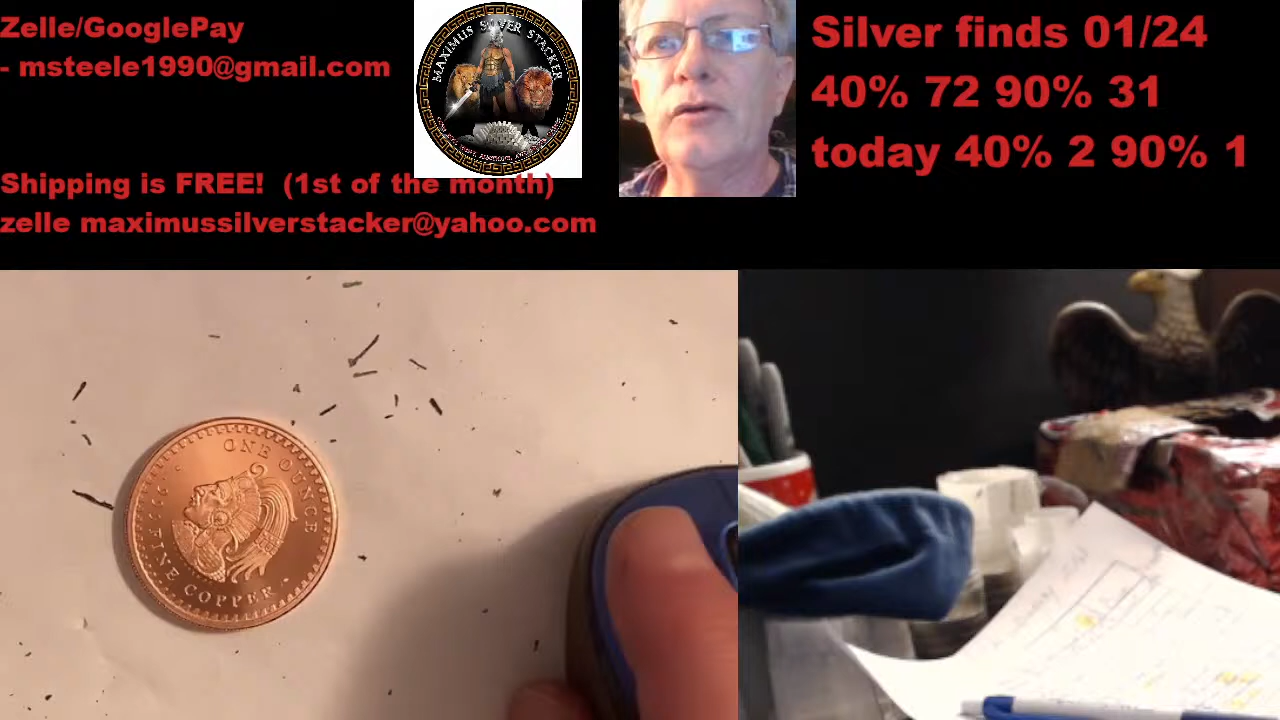 Zelle/GooglePay
- msteele1990@gmail.com
Shipping is FREE!  (1st of the month)
zelle maximussilverstacker@yahoo.com
MAXIMUS SILVER STACKER
Silver finds 01/24
40% 72 90% 31
today 40% 2 90% 1
ONE OUNCE
FINE COPPER